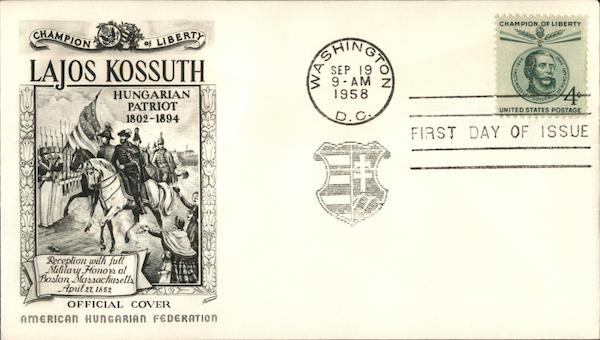 CHAMPION of LIBERTY
LAJOS KOSSUTH
HUNGARIAN
PATRIOT
1802-1894
Reception with full
Military Honors at
Boston, Massachusetts
April 27, 1852
OFFICIAL COVER
AMERICAN HUNGARIAN FEDERATION
WASHINGTON
SEP 19
9-AM
1958
D.C.
CHAMPION OF LIBERTY
4¢
UNITED STATES POSTAGE
FIRST DAY OF ISSUE